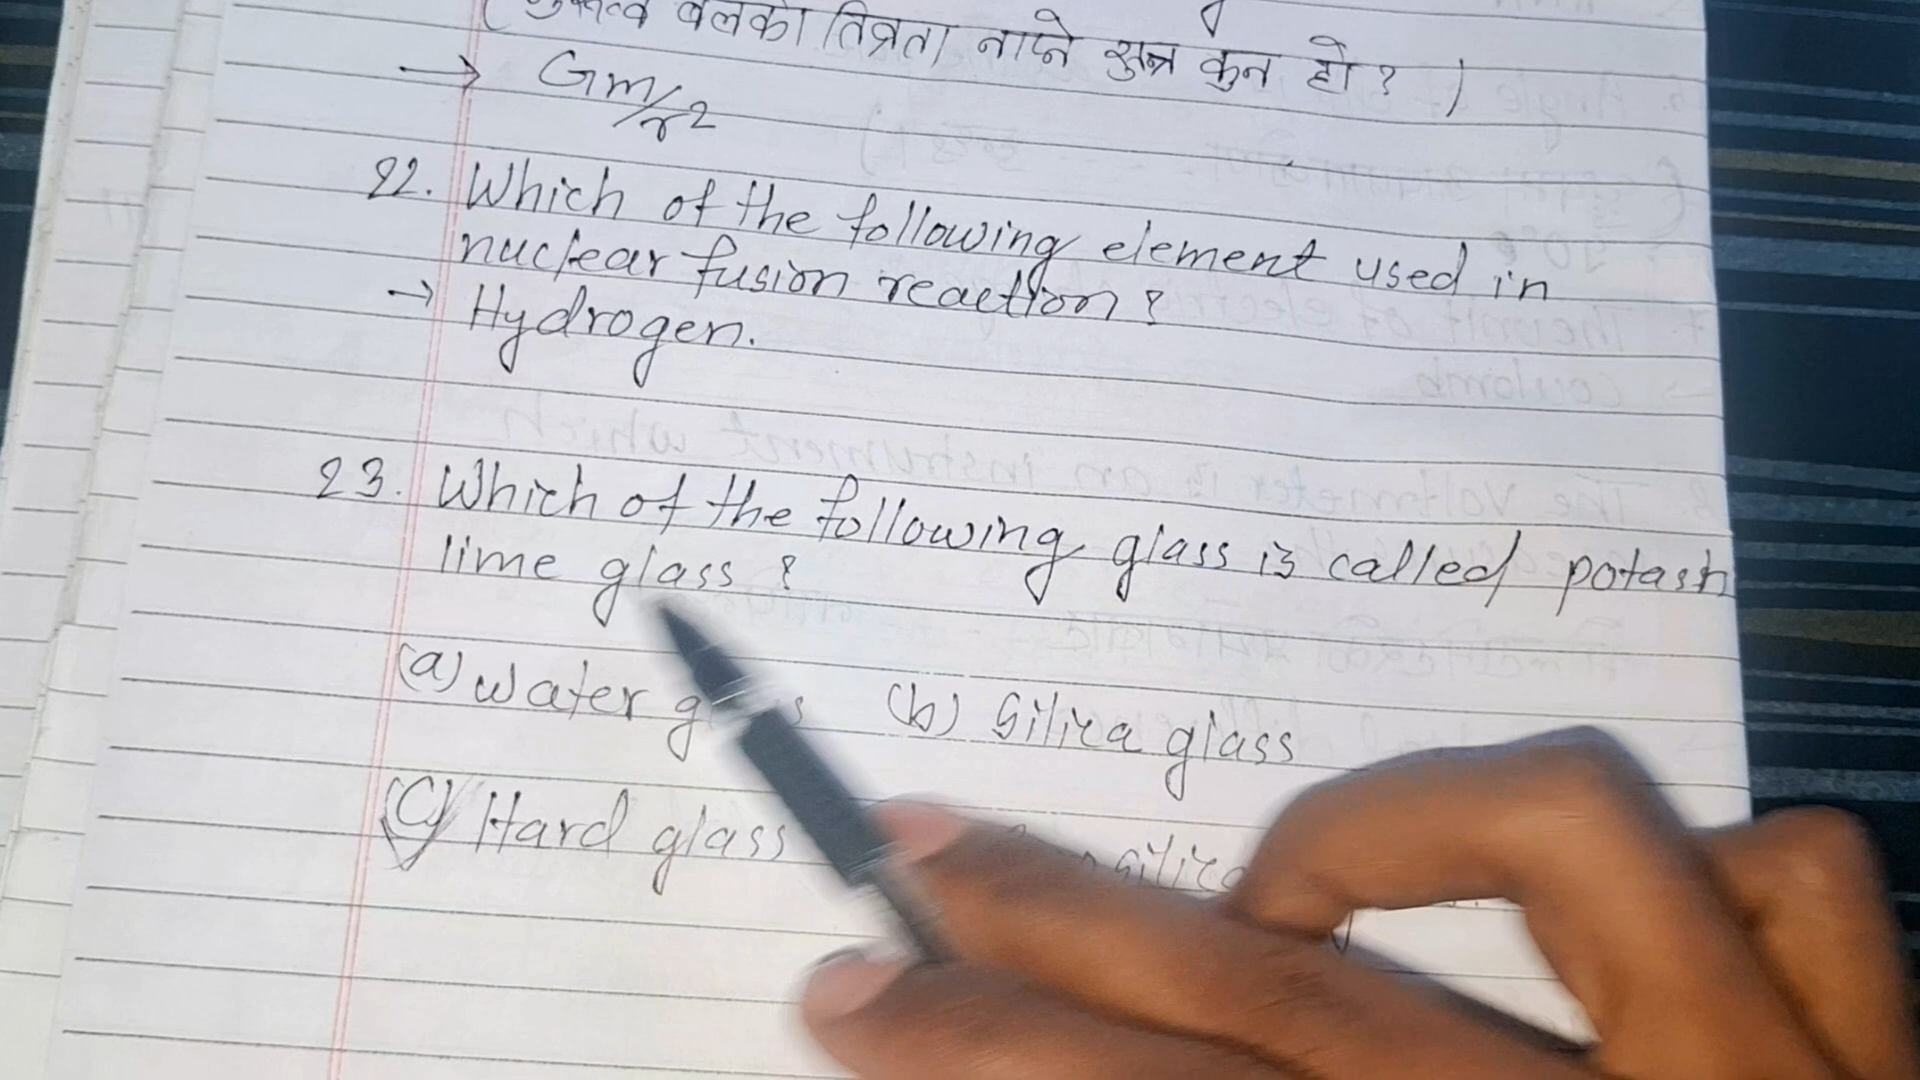 गुरुत्व बलको तिव्रता नाप्ने सुत्र कुन हो ? )
→ Gm/r²
22. Which of the following element used in
nuclear fusion reaction ?
→ Hydrogen.
23. Which of the following glass is called potash
lime glass ?
(a) Water (b) Silica glass
(c) Hard glass silica